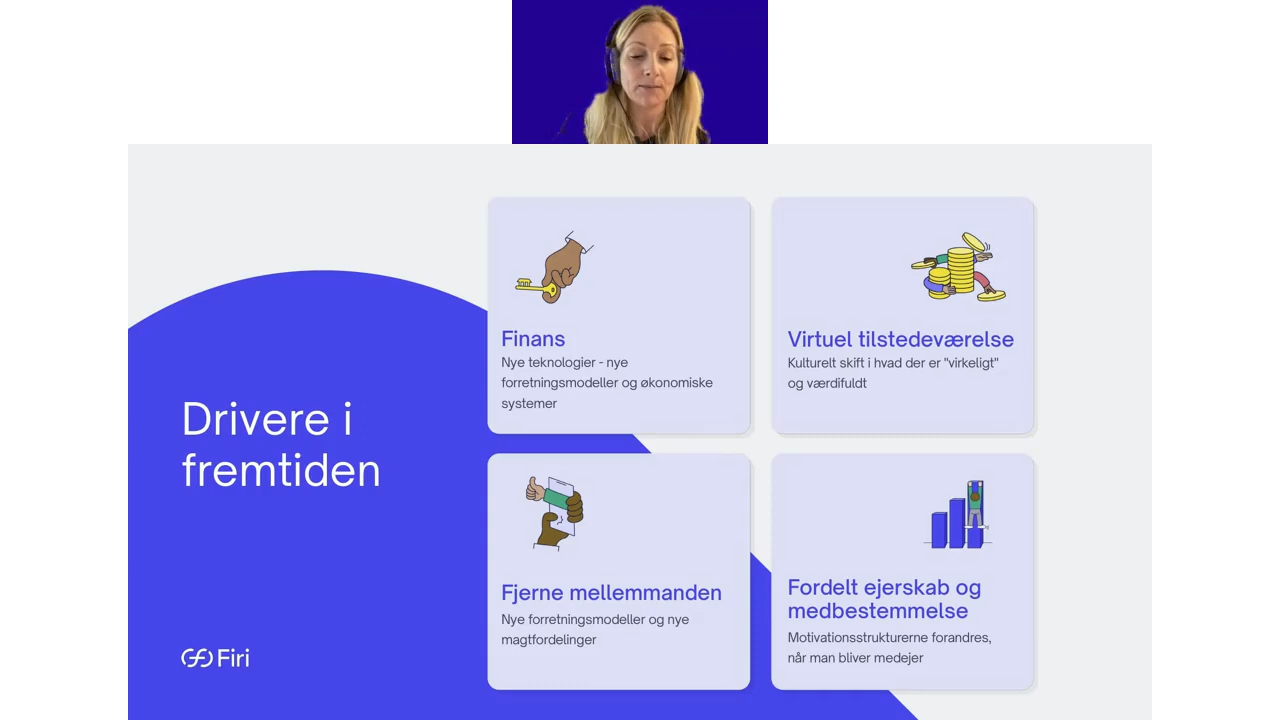 Drivere i
fremtiden
Finans
Nye teknologier - nye
forretningsmodeller og økonomiske
systemer
Virtuel tilstedeværelse
Kulturelt skift i hvad der er "virkeligt"
og værdifuldt
Fjerne mellemmanden
Nye forretningsmodeller og nye
magtfordelinger
Fordelt ejerskab og
medbestemmelse
Motivationsstrukturerne forandres,
når man bliver medejer
Firi